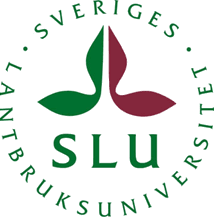 · SVERIGES ·
LANTBRUKSUNIVERSITET
SLU